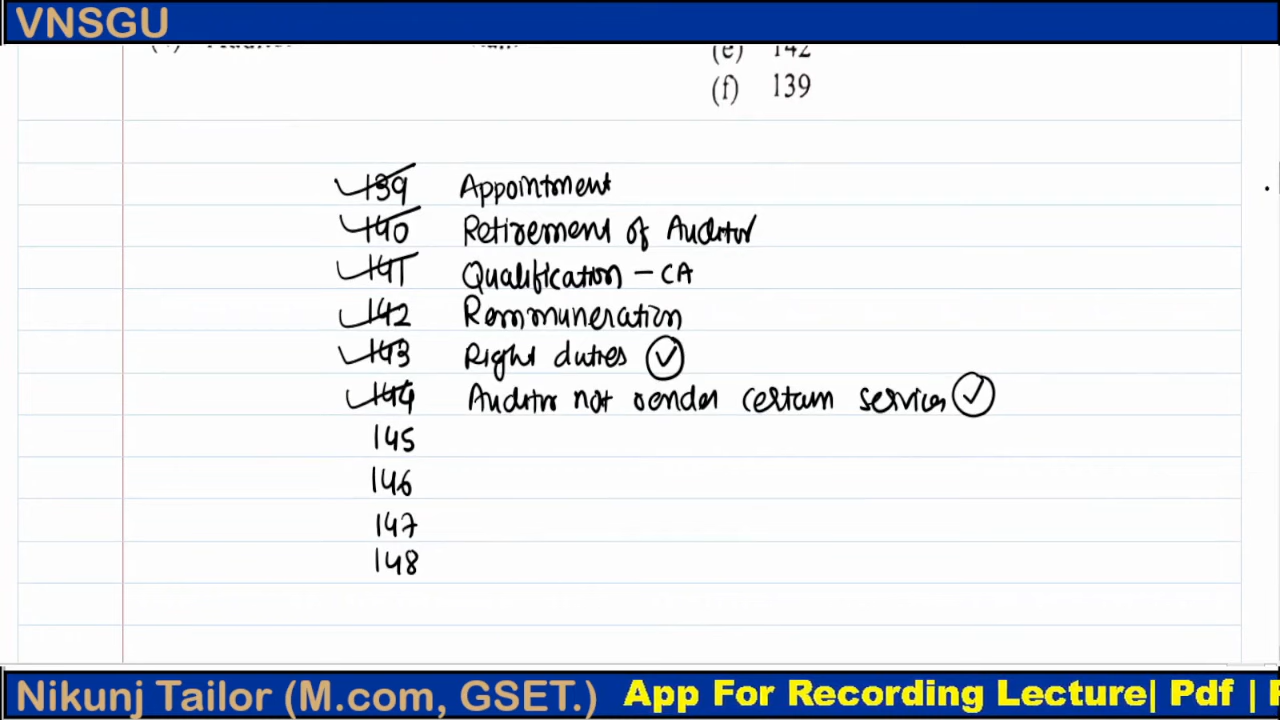 VNSGU
(e) 142
(f) 139
139 Appointment
140 Retirement of Auditor
141 Qualification - CA
142 Remmuneration
143 Right duties
144 Auditor not render certain services
145
146
147
148
Nikunj Tailor (M.com, GSET.) App For Recording Lecture| Pdf |